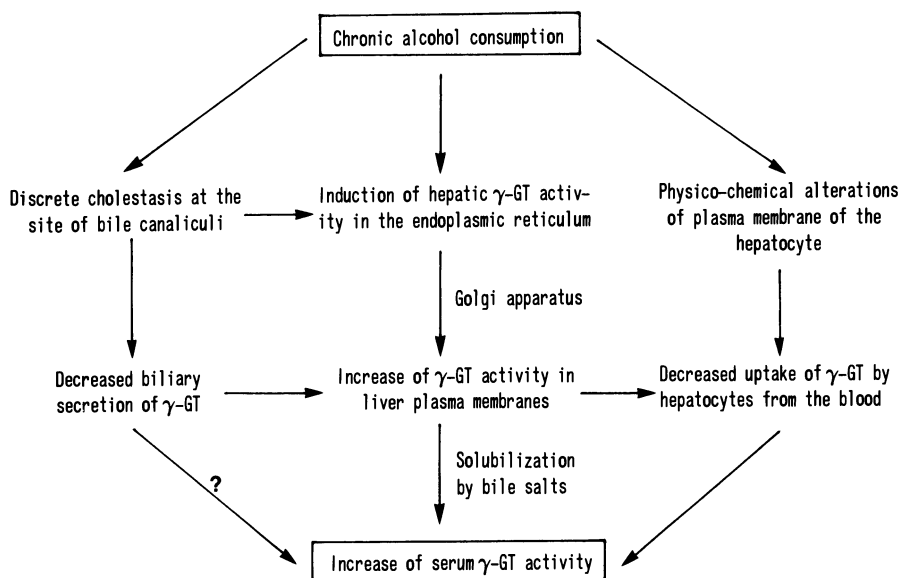 Chronic alcohol consumption
Discrete cholestasis at the
site of bile canaliculi
Induction of hepatic γ-GT activ-
ity in the endoplasmic reticulum
Physico-chemical alterations
of plasma membrane of the
hepatocyte
Golgi apparatus
Decreased biliary
secretion of γ-GT
Increase of γ-GT activity in
liver plasma membranes
Decreased uptake of γ-GT by
hepatocytes from the blood
?
Solubilization
by bile salts
Increase of serum γ-GT activity